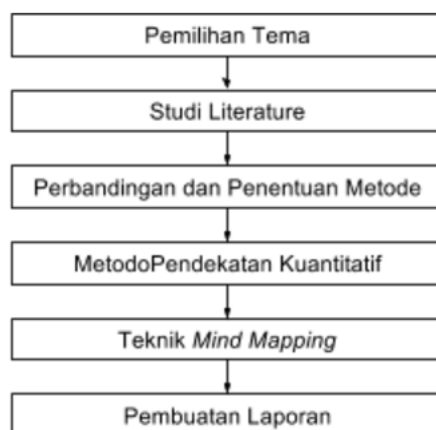 Pemilihan Tema
Studi Literature
Perbandingan dan Penentuan Metode
MetodoPendekatan Kuantitatif
Teknik Mind Mapping
Pembuatan Laporan